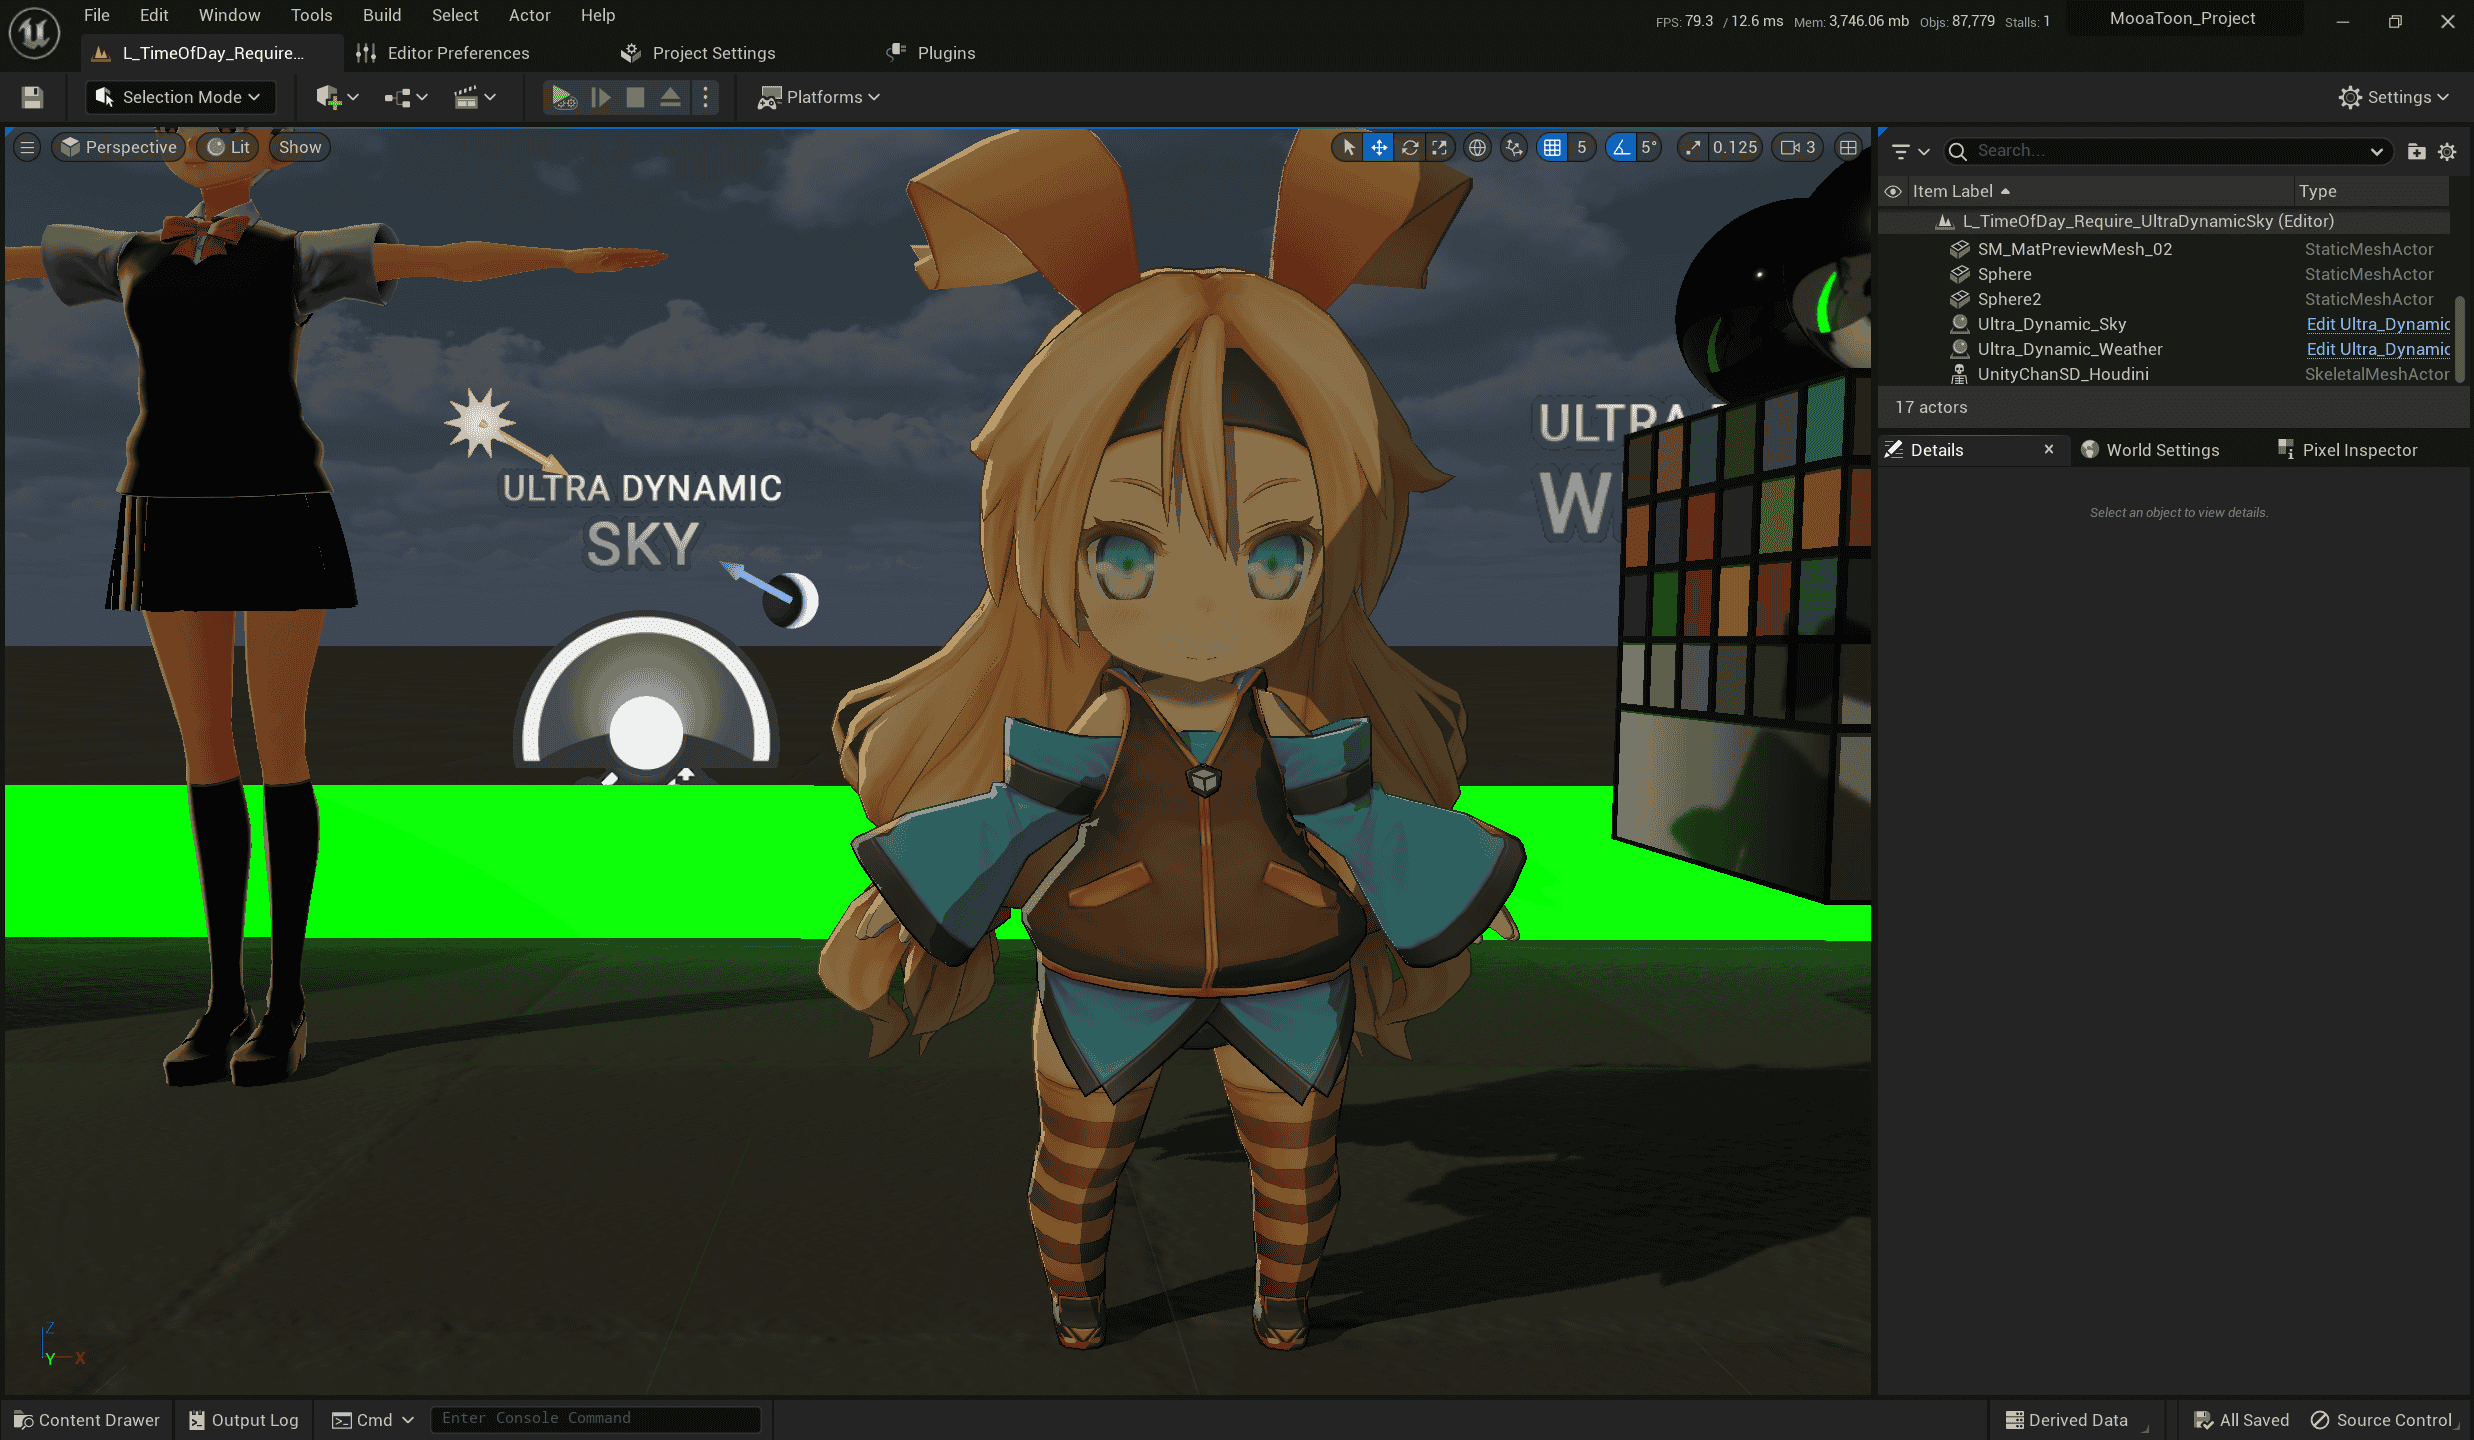 File Edit Window Tools Build Select Actor Help
FPS: 79.3 / 12.6 ms Mem: 3,746.06 mb Objs: 87,779 Stalls: 1
MooaToon_Project
L_TimeOfDay_Require... Editor Preferences Project Settings Plugins
Selection Mode Platforms Settings
Perspective Lit Show 5 5° 0.125 3
Search...
Item Label Type
L_TimeOfDay_Require_UltraDynamicSky (Editor)
SM_MatPreviewMesh_02 StaticMeshActor
Sphere StaticMeshActor
Sphere2 StaticMeshActor
Ultra_Dynamic_Sky Edit Ultra_Dynamic
Ultra_Dynamic_Weather Edit Ultra_Dynamic
UnityChanSD_Houdini SkeletalMeshActor
17 actors
Details World Settings Pixel Inspector
Select an object to view details.
ULTRA DYNAMIC
SKY
ULTRA
W
Z
Y X
Content Drawer Output Log Cmd Enter Console Command Derived Data All Saved Source Control